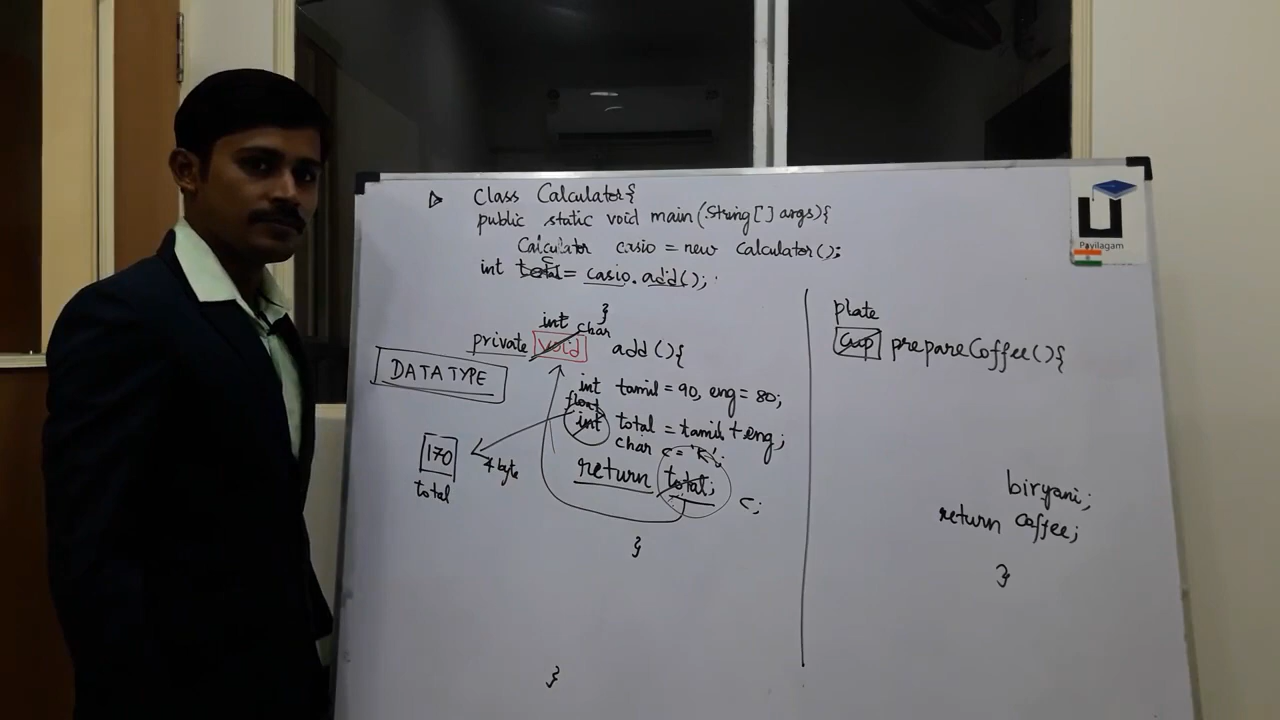 Class Calculator{
public static void main(String[] args){
Calculator casio = new calculator();
c
int total = casio.add();
}
int char
private void add(){
DATATYPE
int tamil = 90, eng = 80;
float
int total = tamil + eng;
char c = 'K';
return total;
c;
170
4 byte
total
}
}
plate
Cup prepareCoffee(){
biryani;
return coffee;
}
Payilagam